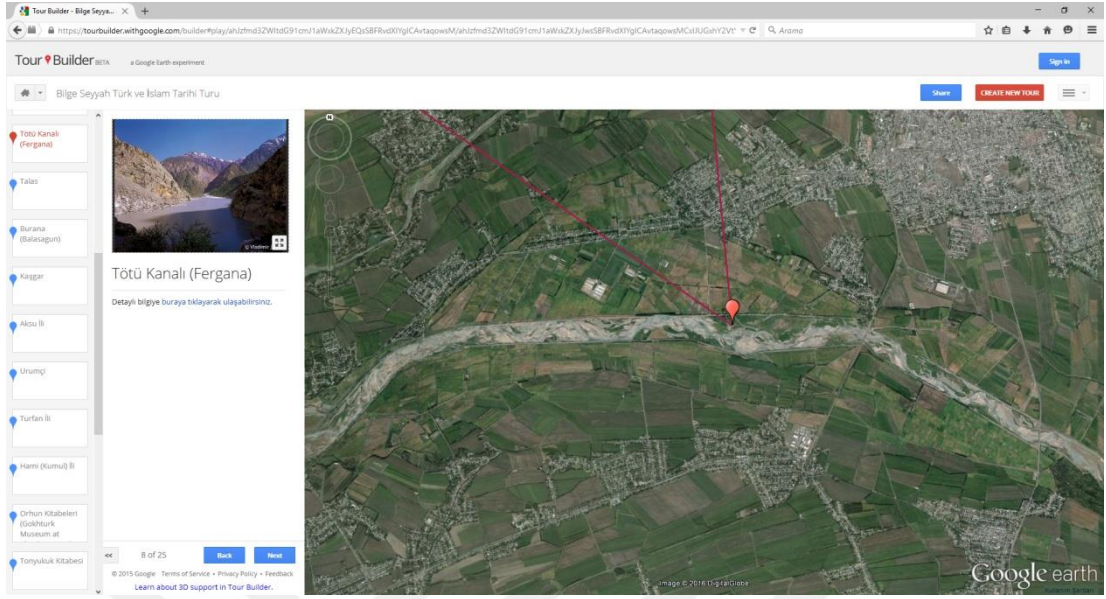 Tour Builder - Bilge Seyya...
https://tourbuilder.withgoogle.com/builder#play/
Arama
Tour Builder BETA a Google Earth experiment
Sign in
Bilge Seyyah Türk ve İslam Tarihi Turu
Share
CREATE NEW TOUR
Tötü Kanalı
(Fergana)
Talas
Burana
(Balasagun)
Kaşgar
Aksu İli
Urumçi
Turfan İli
Hami (Kumul) İli
Orhun Kitabeleri
(Gokhturk
Museum at
Tonyukuk Kitabesi
© Vladimir
Tötü Kanalı (Fergana)
Detaylı bilgiye buraya tıklayarak ulaşabilirsiniz.
<< 8 of 25 Back Next
© 2015 Google Terms of Service • Privacy Policy • Feedback
Learn about 3D support in Tour Builder.
N
Image © 2016 DigitalGlobe
Google earth